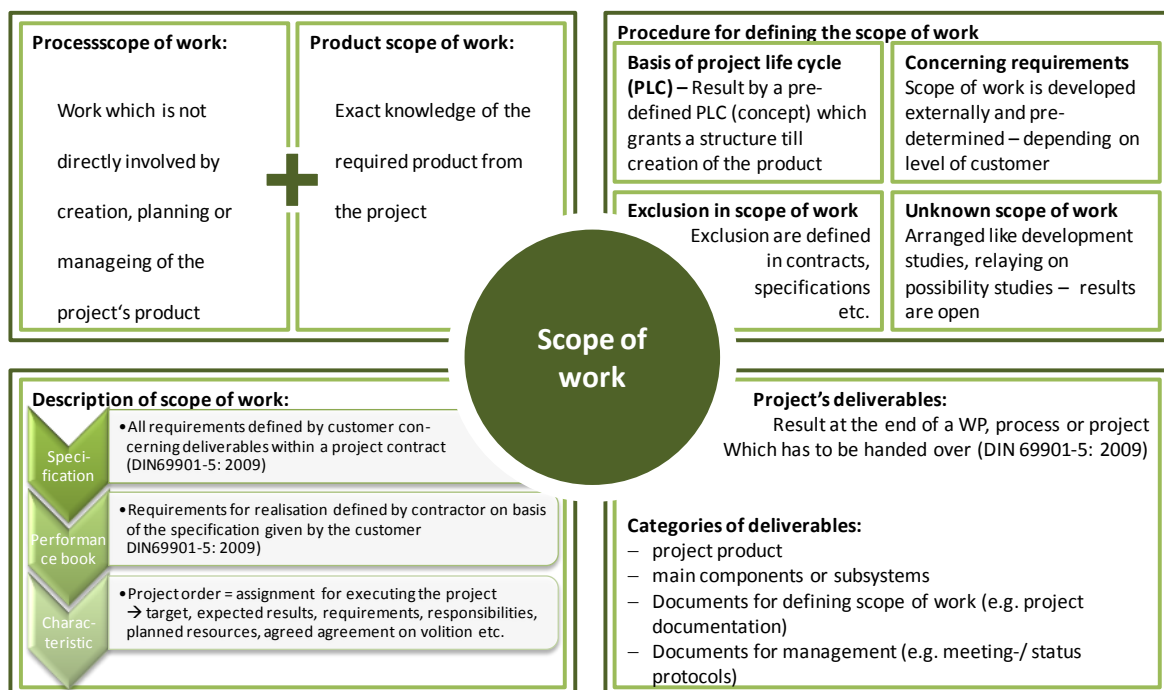 Processscope of work:
Work which is not
directly involved by
creation, planning or
manageing of the
project's product
Product scope of work:
Exact knowledge of the
required product from
the project
Procedure for defining the scope of work
Basis of project life cycle
(PLC) – Result by a pre-
defined PLC (concept) which
grants a structure till
creation of the product
Concerning requirements
Scope of work is developed
externally and pre-
determined – depending on
level of customer
Exclusion in scope of work
Exclusion are defined
in contracts,
specifications
etc.
Unknown scope of work
Arranged like development
studies, relaying on
possibility studies – results
are open
Scope of
work
Description of scope of work:
Speci-
fication
•All requirements defined by customer con-
cerning deliverables within a project contract
(DIN69901-5: 2009)
Performan
ce book
•Requirements for realisation defined by contractor on basis
of the specification given by the customer
DIN69901-5: 2009)
Charac-
teristic
•Project order = assignment for executing the project
→ target, expected results, requirements, responsibilities,
planned resources, agreed agreement on volition etc.
Project's deliverables:
Result at the end of a WP, process or project
Which has to be handed over (DIN 69901-5: 2009)
Categories of deliverables:
– project product
– main components or subsystems
– Documents for defining scope of work (e.g. project
documentation)
– Documents for management (e.g. meeting-/ status
protocols)